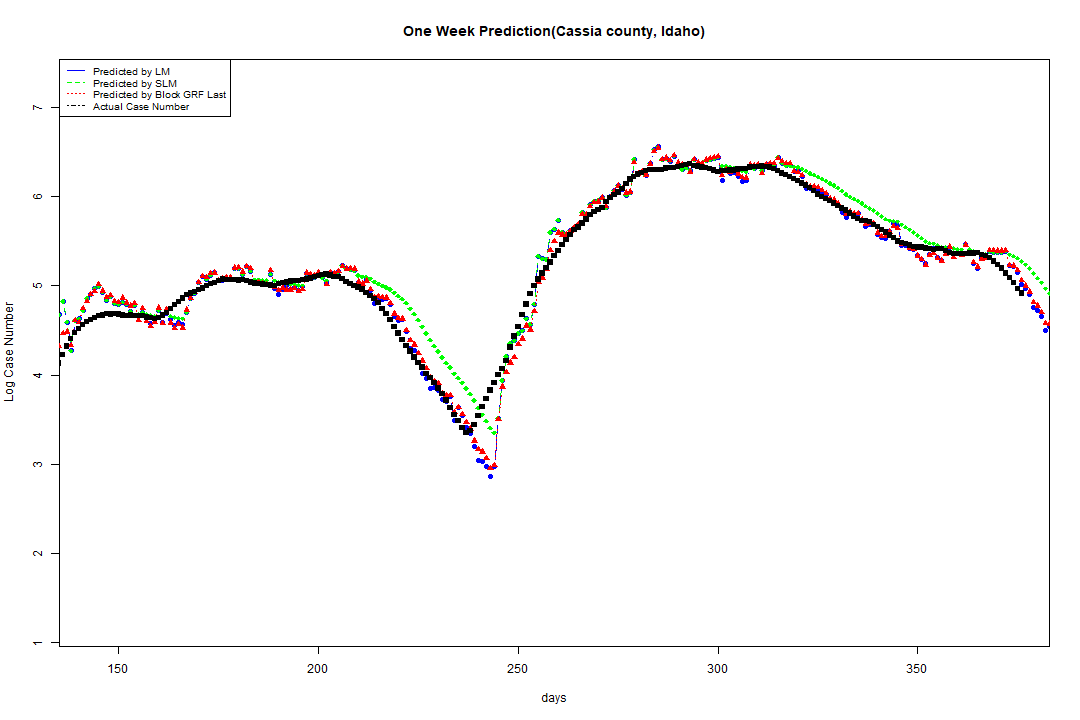 One Week Prediction(Cassia county, Idaho)
Predicted by LM
Predicted by SLM
Predicted by Block GRF Last
Actual Case Number
7
6
5
4
3
2
1
Log Case Number
150 200 250 300 350
days